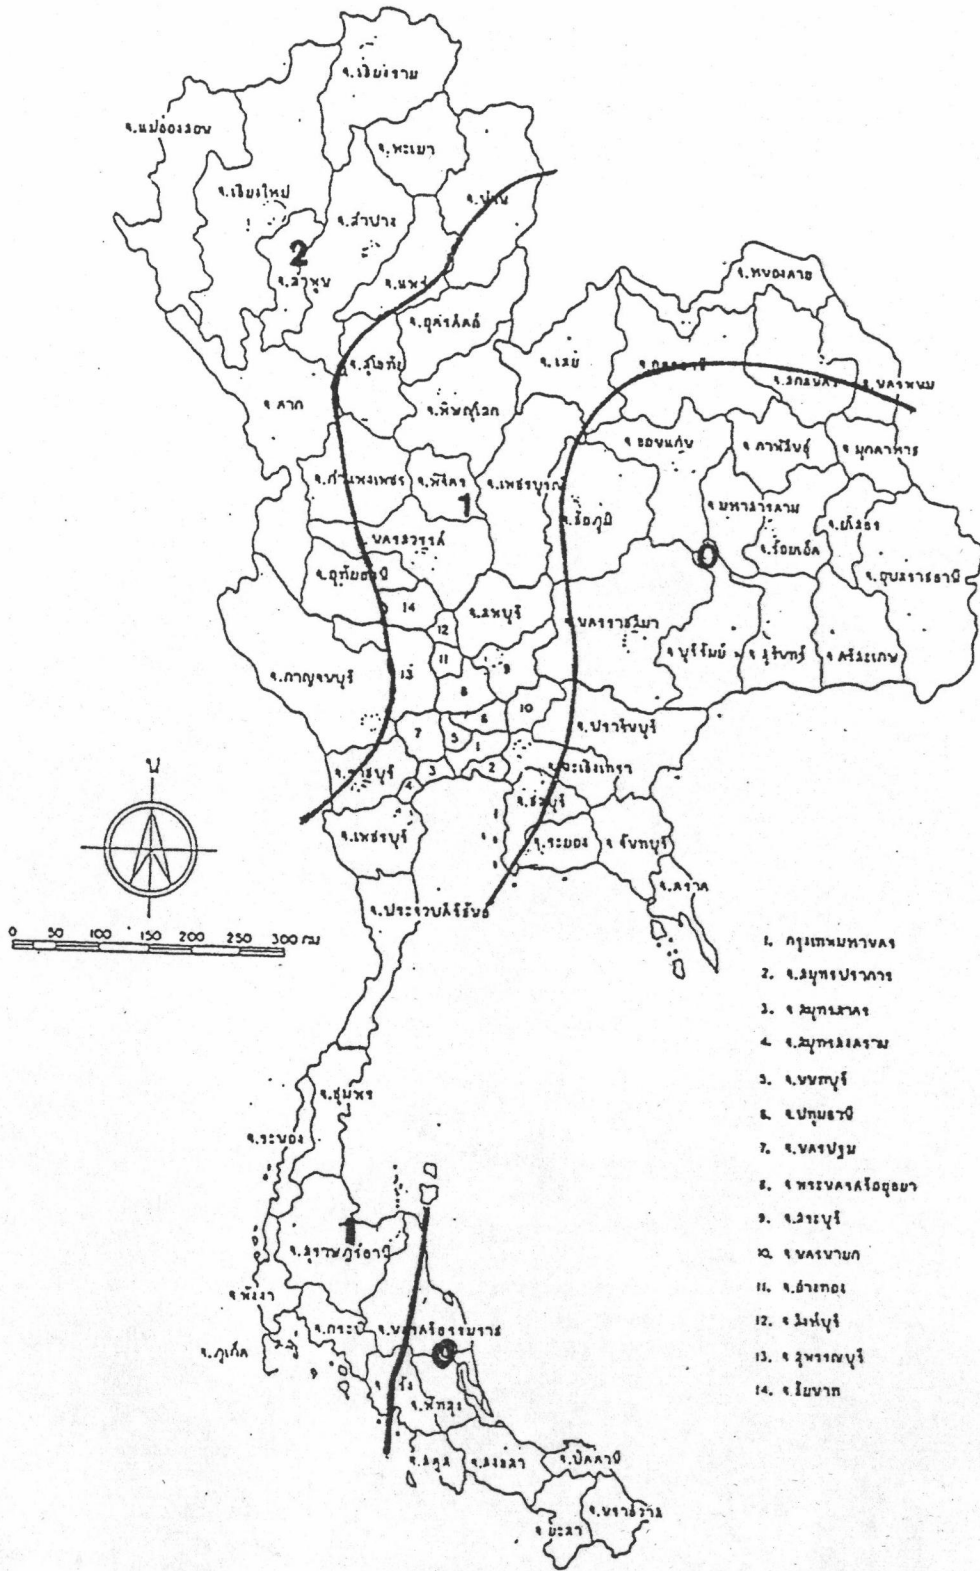 จ.เชียงราย
จ.แม่ฮ่องสอน
จ.พะเยา
จ.เชียงใหม่
จ.น่าน
จ.ลำปาง
2
จ.ลำพูน
จ.แพร่
จ.หนองคาย
จ.อุตรดิตถ์
จ.สุโขทัย
จ.เลย
จ.อุดรธานี
จ.สกลนคร
จ.นครพนม
จ.ตาก
จ.พิษณุโลก
จ.ขอนแก่น
จ.กาฬสินธุ์
จ.มุกดาหาร
จ.กำแพงเพชร
จ.พิจิตร
จ.เพชรบูรณ์
1
จ.ชัยภูมิ
จ.มหาสารคาม
จ.ยโสธร
นครสวรรค์
จ.ร้อยเอ็ด
0
จ.อุบลราชธานี
จ.อุทัยธานี
14
จ.ลพบุรี
จ.นครราชสีมา
12
จ.บุรีรัมย์
จ.สุรินทร์
จ.ศรีสะเกษ
11
9
จ.กาญจนบุรี
13
8
10
จ.ปราจีนบุรี
7
6
5
1
จ.ฉะเชิงเทรา
จ.ราชบุรี
3
2
4
จ.ชลบุรี
น
จ.เพชรบุรี
จ.ระยอง
จ.จันทบุรี
จ.ตราด
จ.ประจวบคีรีขันธ์
0 50 100 150 200 250 300 กม
1. กรุงเทพมหานคร
2. จ.สมุทรปราการ
3. จ.สมุทรสาคร
4. จ.สมุทรสงคราม
5. จ.นนทบุรี
6. จ.ปทุมธานี
7. จ.นครปฐม
8. จ.พระนครศรีอยุธยา
9. จ.สระบุรี
10. จ.นครนายก
11. จ.อ่างทอง
12. จ.สิงห์บุรี
13. จ.สุพรรณบุรี
14. จ.ชัยนาท
จ.ชุมพร
จ.ระนอง
1
จ.สุราษฎร์ธานี
จ.พังงา
จ.กระบี่
จ.นครศรีธรรมราช
จ.ภูเก็ต
0
จ.พัทลุง
จ.สตูล
จ.สงขลา
จ.ปัตตานี
จ.นราธิวาส
จ.ยะลา